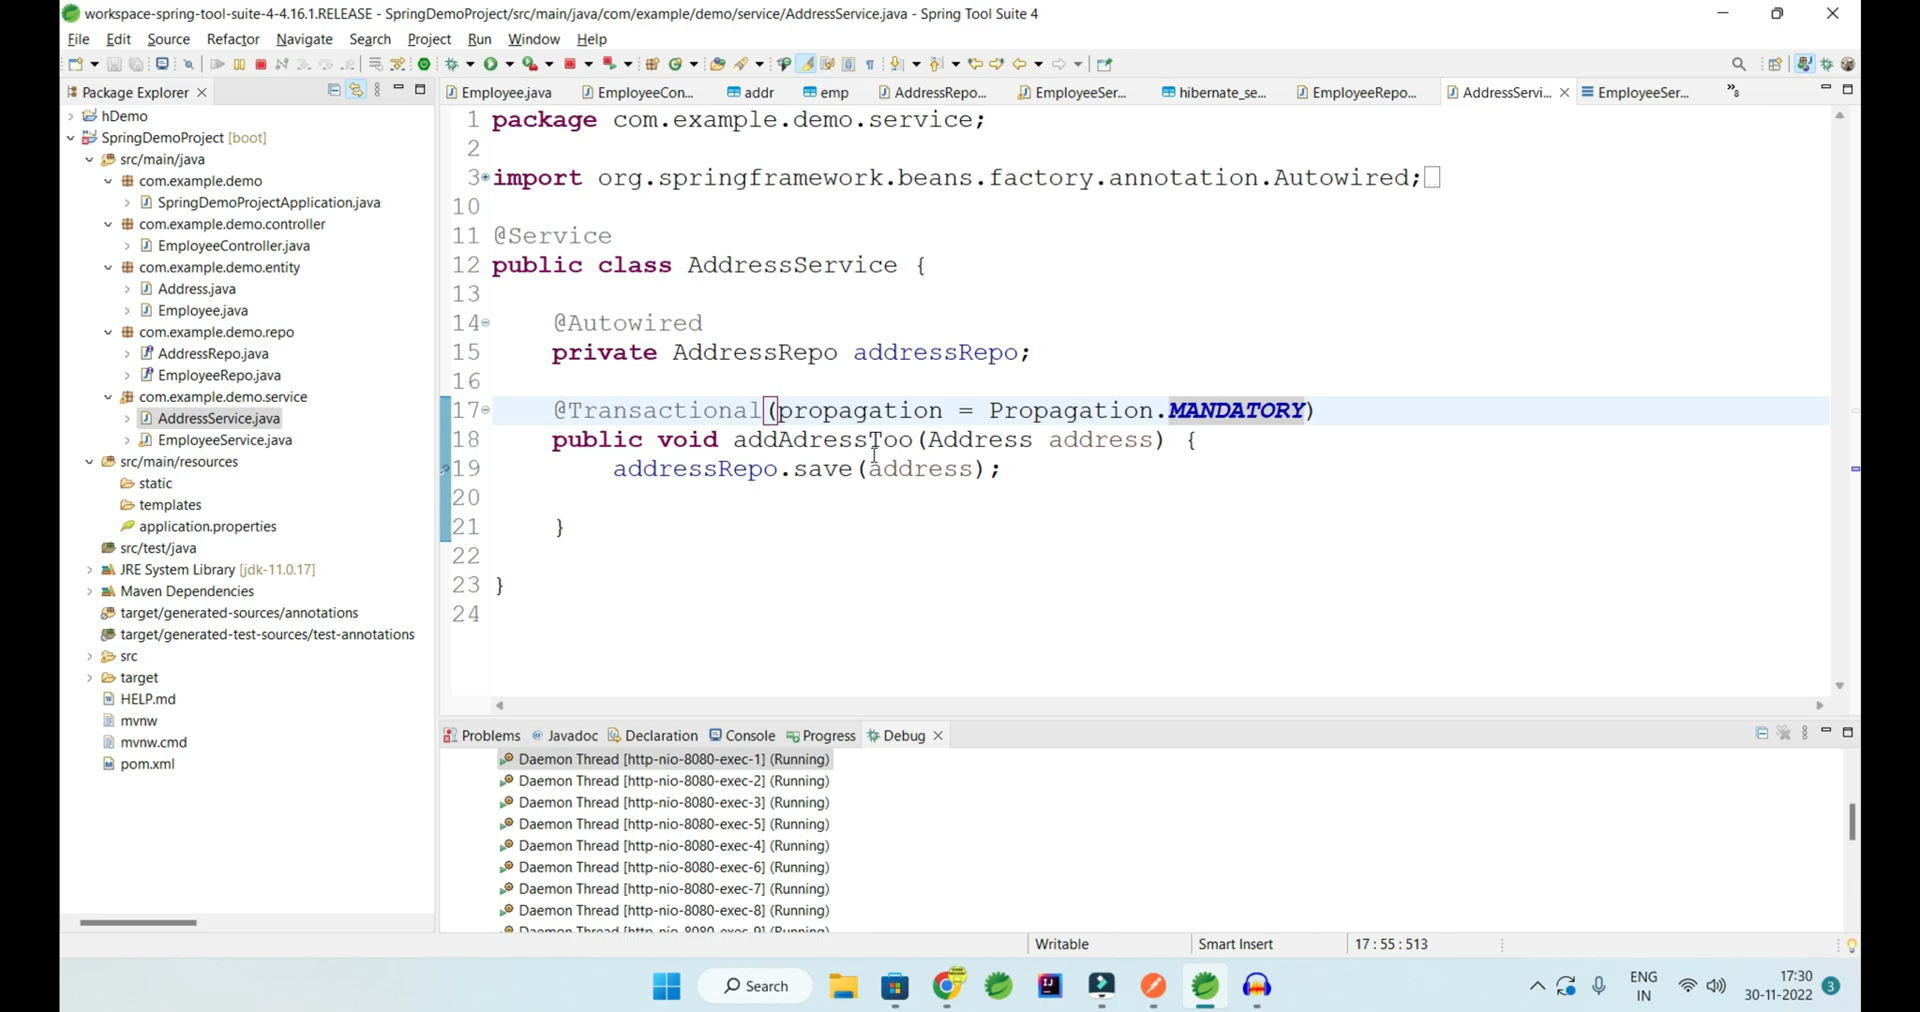 workspace-spring-tool-suite-4-4.16.1.RELEASE - SpringDemoProject/src/main/java/com/example/demo/service/AddressService.java - Spring Tool Suite 4
File Edit Source Refactor Navigate Search Project Run Window Help
Package Explorer
Employee.java EmployeeCon... addr emp AddressRepo... EmployeeSer... hibernate_se... EmployeeRepo... AddressServi... EmployeeSer... »8
hDemo
SpringDemoProject [boot]
src/main/java
com.example.demo
SpringDemoProjectApplication.java
com.example.demo.controller
EmployeeController.java
com.example.demo.entity
Address.java
Employee.java
com.example.demo.repo
AddressRepo.java
EmployeeRepo.java
com.example.demo.service
AddressService.java
EmployeeService.java
src/main/resources
static
templates
application.properties
src/test/java
JRE System Library [jdk-11.0.17]
Maven Dependencies
target/generated-sources/annotations
target/generated-test-sources/test-annotations
src
target
HELP.md
mvnw
mvnw.cmd
pom.xml
1 package com.example.demo.service;
2
3 import org.springframework.beans.factory.annotation.Autowired;
10
11 @Service
12 public class AddressService {
13
14 @Autowired
15 private AddressRepo addressRepo;
16
17 @Transactional(propagation = Propagation.MANDATORY)
18 public void addAdressToo(Address address) {
19 addressRepo.save(address);
20
21 }
22
23 }
24
Problems @ Javadoc Declaration Console Progress Debug
Daemon Thread [http-nio-8080-exec-1] (Running)
Daemon Thread [http-nio-8080-exec-2] (Running)
Daemon Thread [http-nio-8080-exec-3] (Running)
Daemon Thread [http-nio-8080-exec-5] (Running)
Daemon Thread [http-nio-8080-exec-4] (Running)
Daemon Thread [http-nio-8080-exec-6] (Running)
Daemon Thread [http-nio-8080-exec-7] (Running)
Daemon Thread [http-nio-8080-exec-8] (Running)
Daemon Thread [http-nio-8080-exec-9] (Running)
Writable Smart Insert 17 : 55 : 513
Search
ENG
IN
17:30
30-11-2022
3